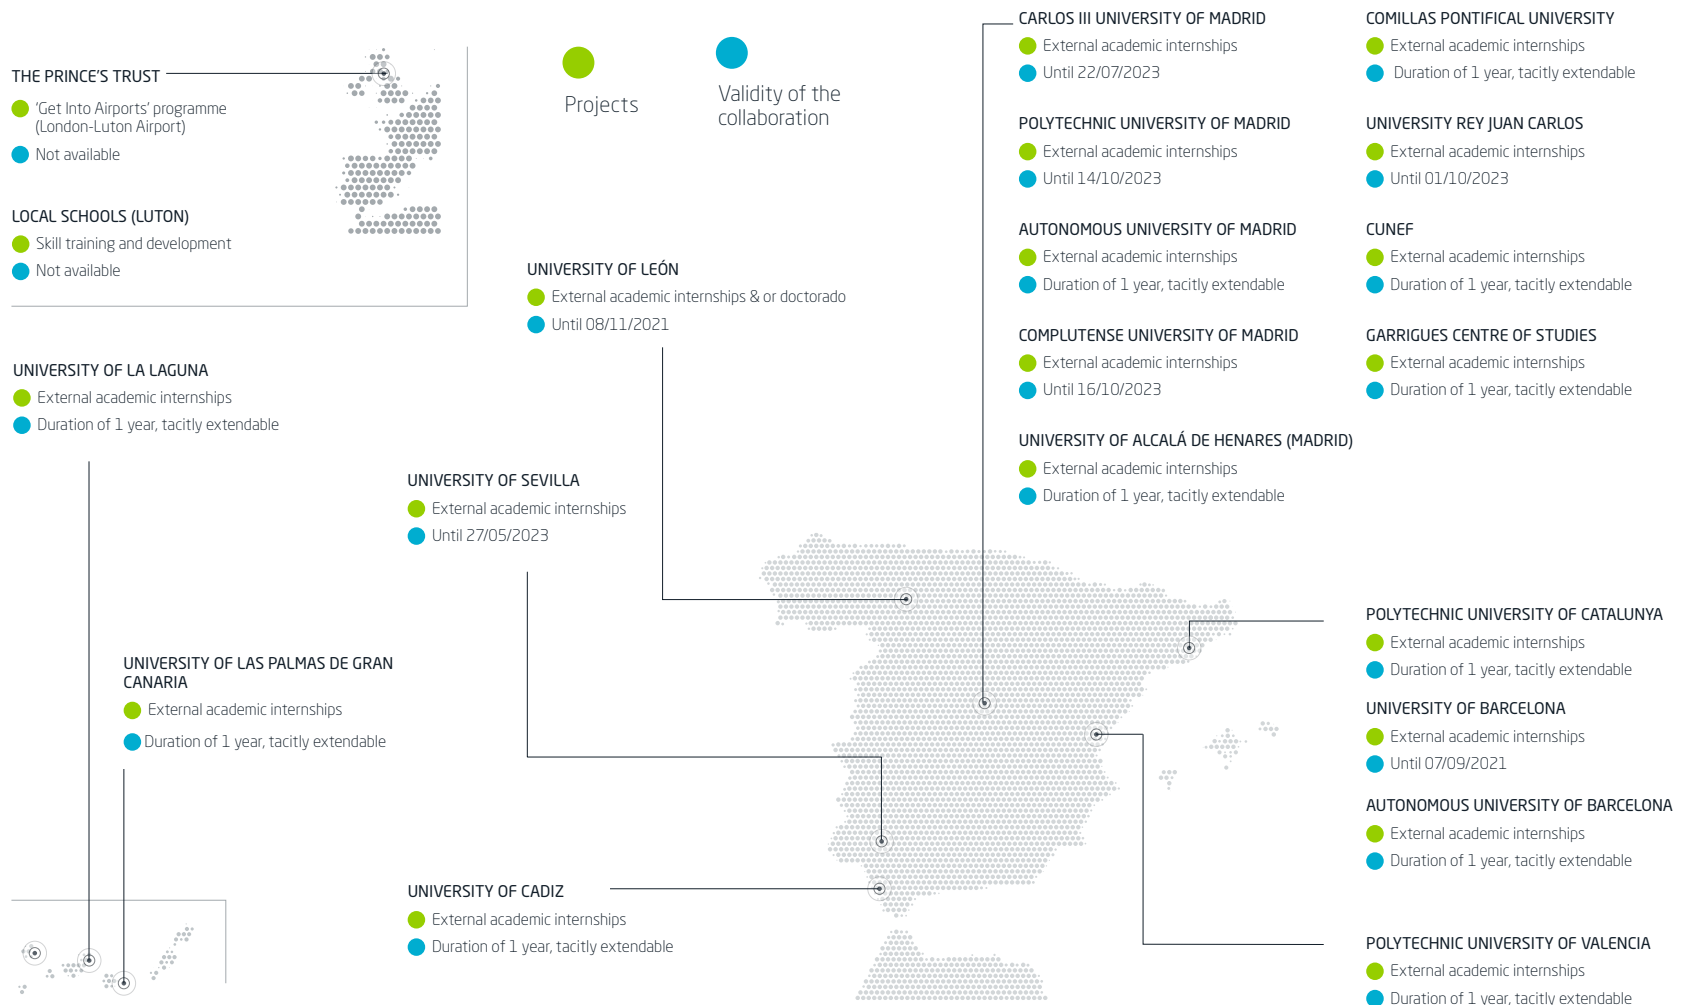 THE PRINCE'S TRUST
'Get Into Airports' programme
(London-Luton Airport)
Not available
LOCAL SCHOOLS (LUTON)
Skill training and development
Not available
Projects
Validity of the
collaboration
CARLOS III UNIVERSITY OF MADRID
External academic internships
Until 22/07/2023
COMILLAS PONTIFICAL UNIVERSITY
External academic internships
Duration of 1 year, tacitly extendable
POLYTECHNIC UNIVERSITY OF MADRID
External academic internships
Until 14/10/2023
UNIVERSITY REY JUAN CARLOS
External academic internships
Until 01/10/2023
AUTONOMOUS UNIVERSITY OF MADRID
External academic internships
Duration of 1 year, tacitly extendable
CUNEF
External academic internships
Duration of 1 year, tacitly extendable
COMPLUTENSE UNIVERSITY OF MADRID
External academic internships
Until 16/10/2023
GARRIGUES CENTRE OF STUDIES
External academic internships
Duration of 1 year, tacitly extendable
UNIVERSITY OF ALCALÁ DE HENARES (MADRID)
External academic internships
Duration of 1 year, tacitly extendable
UNIVERSITY OF LEÓN
External academic internships & or doctorado
Until 08/11/2021
UNIVERSITY OF LA LAGUNA
External academic internships
Duration of 1 year, tacitly extendable
UNIVERSITY OF SEVILLA
External academic internships
Until 27/05/2023
UNIVERSITY OF LAS PALMAS DE GRAN
CANARIA
External academic internships
Duration of 1 year, tacitly extendable
UNIVERSITY OF CADIZ
External academic internships
Duration of 1 year, tacitly extendable
POLYTECHNIC UNIVERSITY OF CATALUNYA
External academic internships
Duration of 1 year, tacitly extendable
UNIVERSITY OF BARCELONA
External academic internships
Until 07/09/2021
AUTONOMOUS UNIVERSITY OF BARCELONA
External academic internships
Duration of 1 year, tacitly extendable
POLYTECHNIC UNIVERSITY OF VALENCIA
External academic internships
Duration of 1 year, tacitly extendable